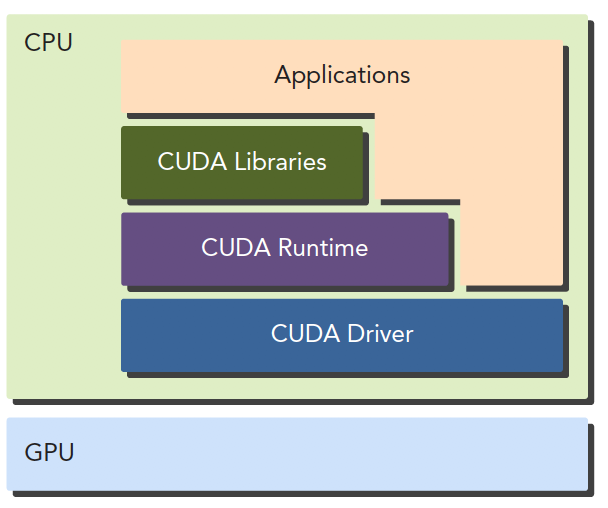 CPU
Applications
CUDA Libraries
CUDA Runtime
CUDA Driver
GPU